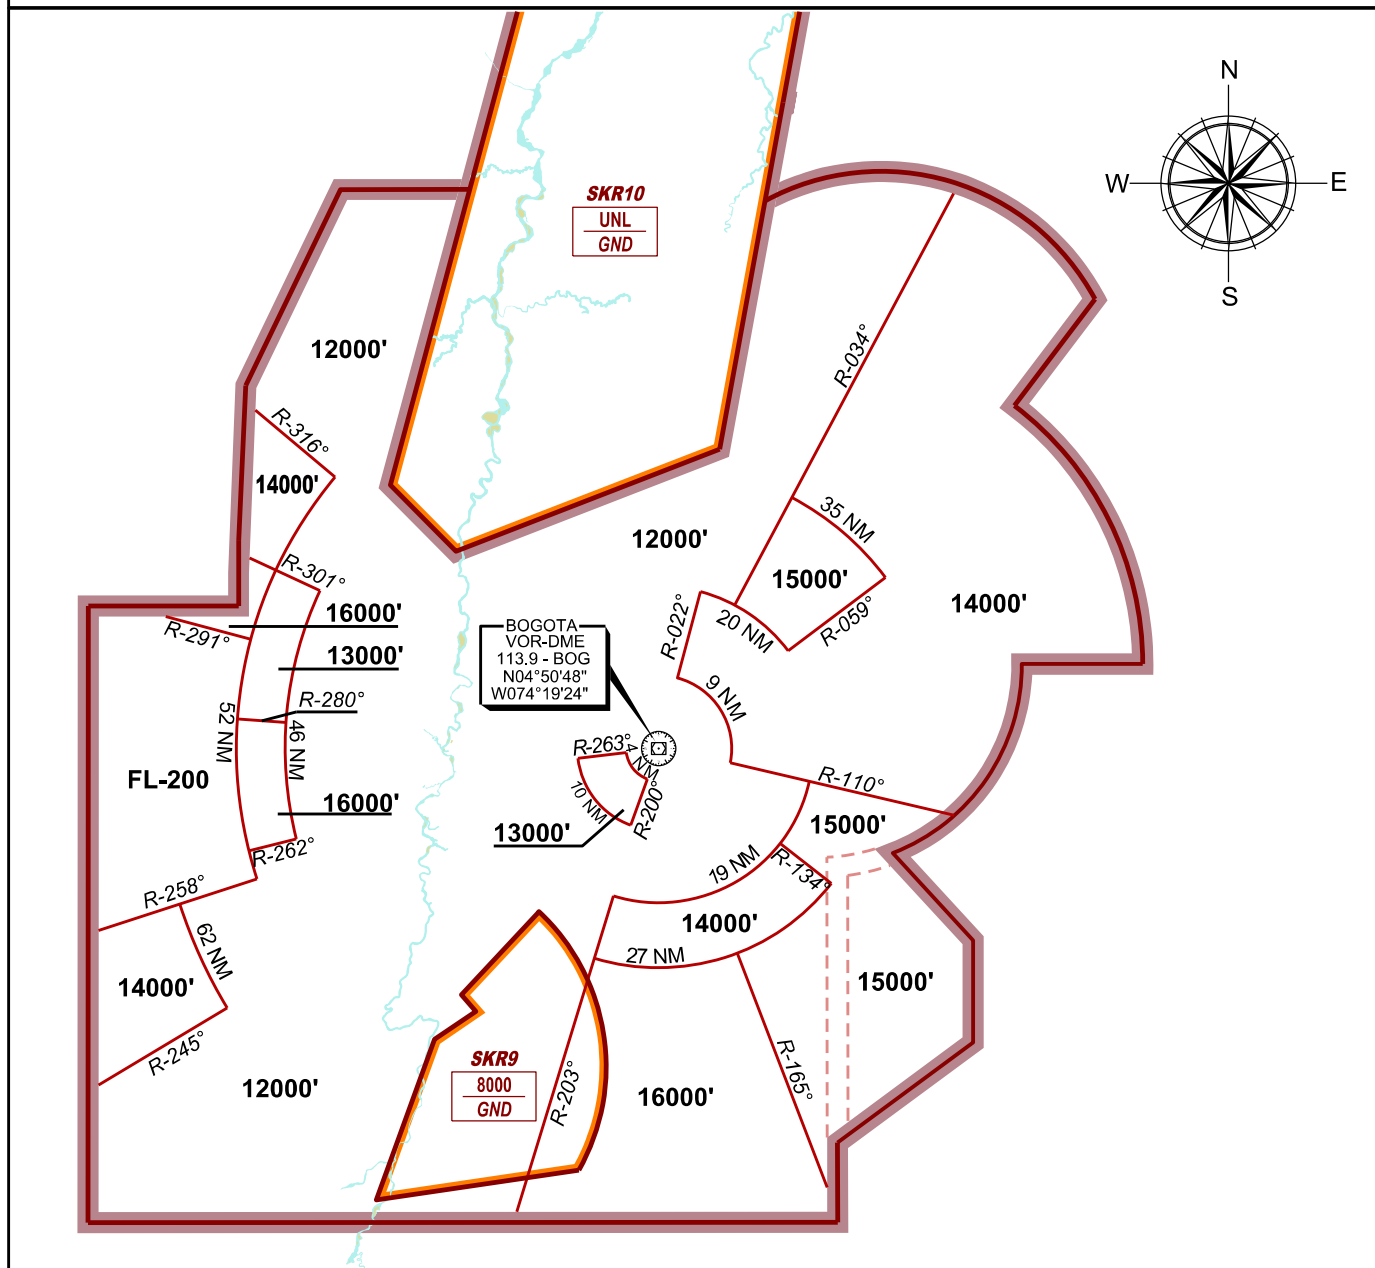 N
W
E
S
SKR10
UNL
GND
12000'
R-034°
R-316°
14000'
35 NM
12000'
R-301°
15000'
14000'
R-022°
20 NM
R-059°
16000'
R-291°
13000'
BOGOTA
VOR-DME
113.9 - BOG
N04°50'48"
W074°19'24"
R-280°
9 NM
52 NM
46 NM
R-263°
4 NM
FL-200
R-110°
10 NM
R-200°
16000'
13000'
15000'
R-262°
19 NM
R-134°
R-258°
14000'
62 NM
27 NM
14000'
15000'
R-245°
SKR9
8000
GND
12000'
R-203°
16000'
R-165°